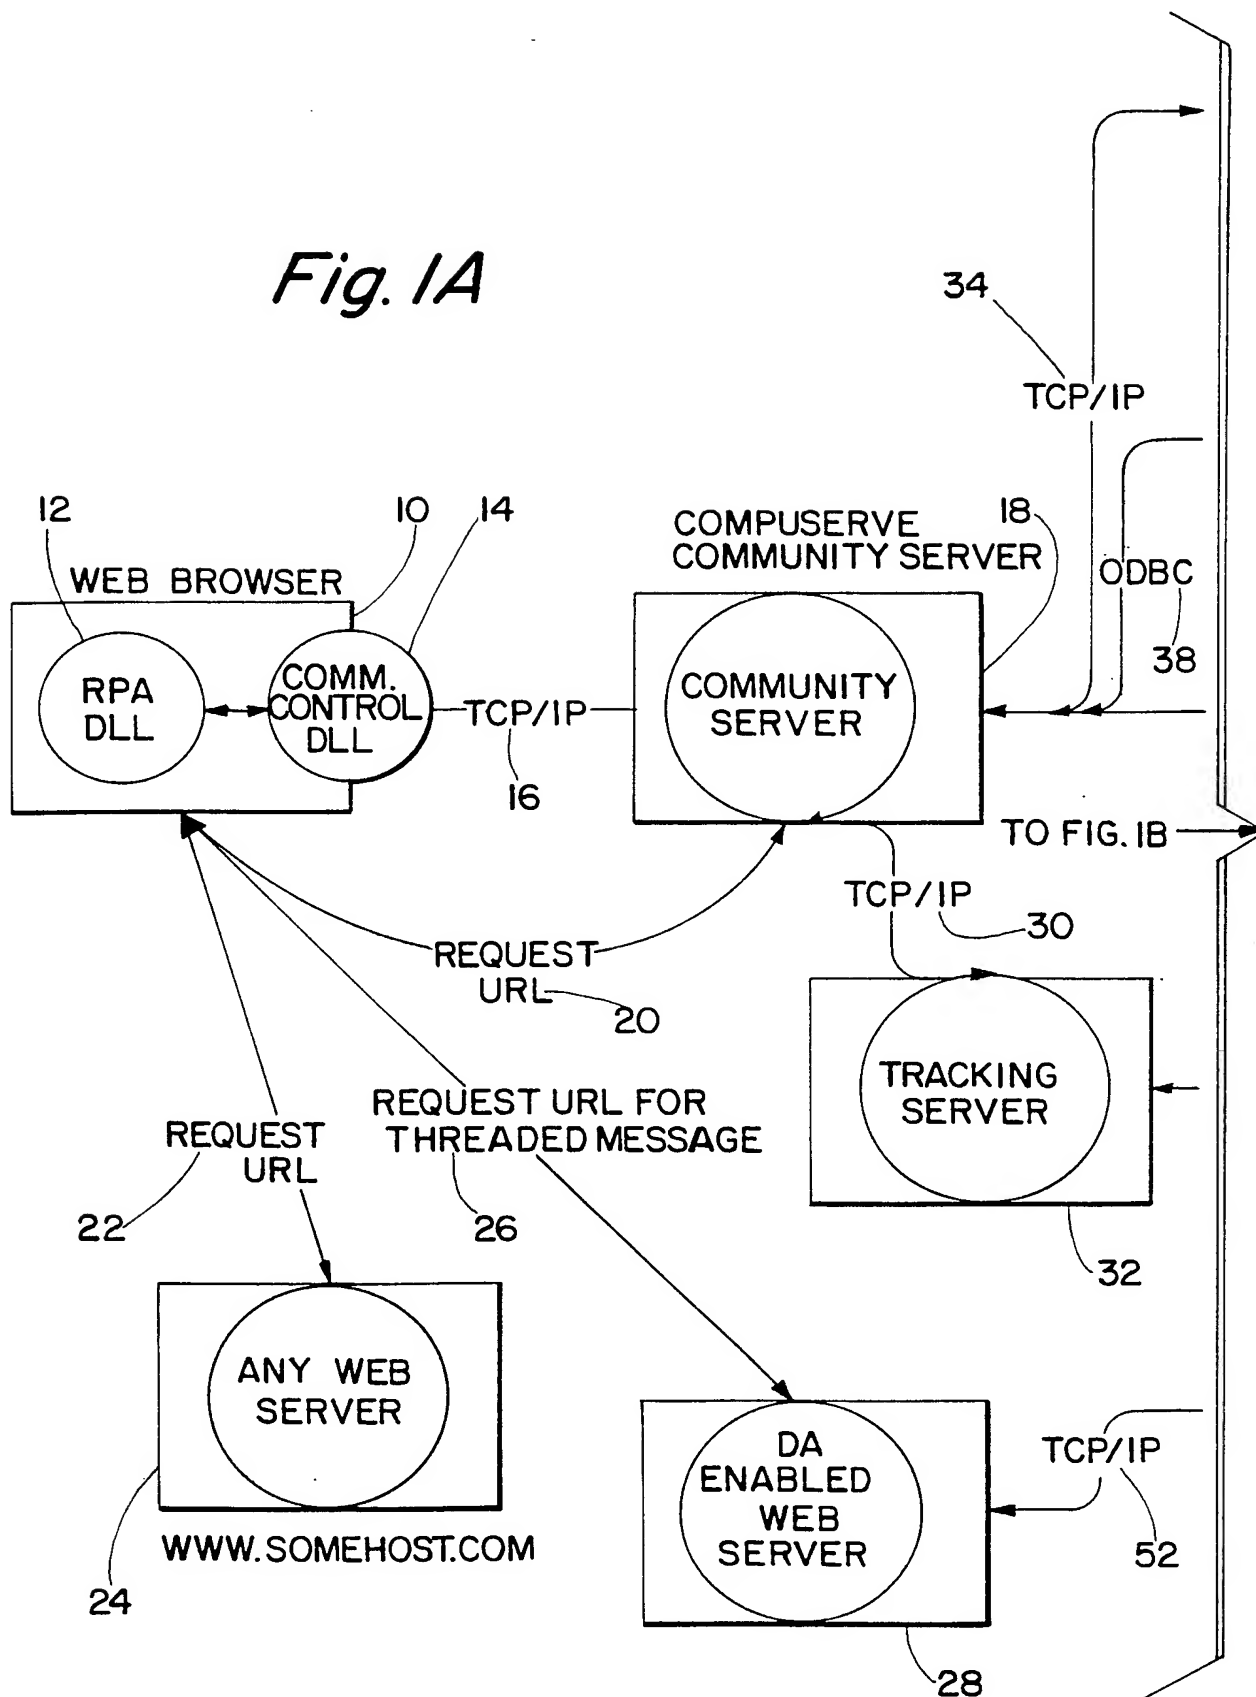 Fig. 1A
34
TCP/IP
12
10
14
COMPUSERVE
COMMUNITY SERVER
18
WEB BROWSER
ODBC
38
RPA
DLL
COMM.
CONTROL
DLL
TCP/IP
16
COMMUNITY
SERVER
TO FIG. 1B
TCP/IP
30
REQUEST
URL
20
TRACKING
SERVER
REQUEST URL FOR
THREADED MESSAGE
REQUEST
URL
22
26
32
ANY WEB
SERVER
DA
ENABLED
WEB
SERVER
TCP/IP
52
WWW.SOMEHOST.COM
24
28